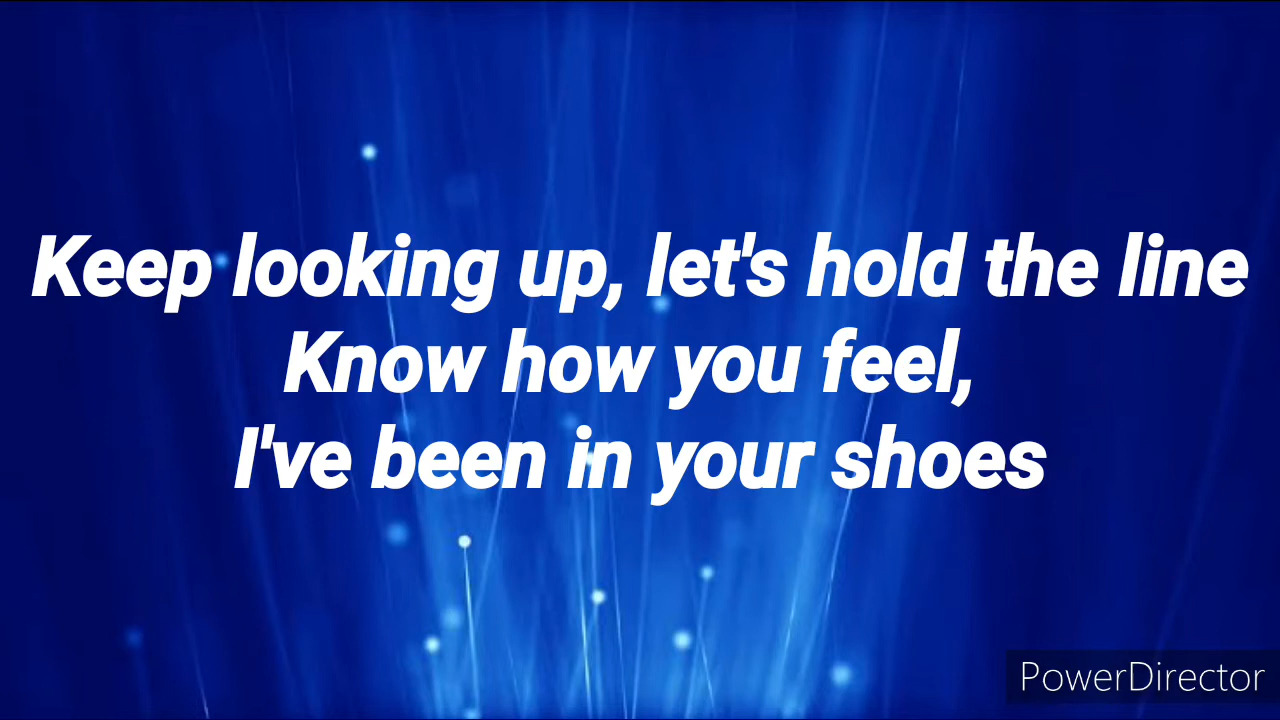 Keep looking up, let's hold the line
Know how you feel,
I've been in your shoes
PowerDirector